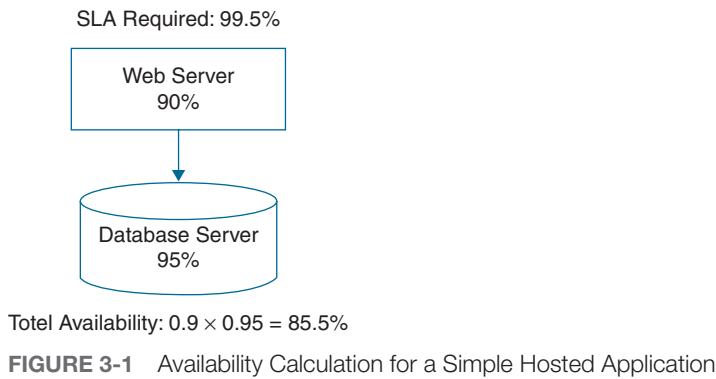 SLA Required: 99.5%
Web Server
90%
Database Server
95%
Totel Availability: 0.9 × 0.95 = 85.5%
FIGURE 3-1 Availability Calculation for a Simple Hosted Application